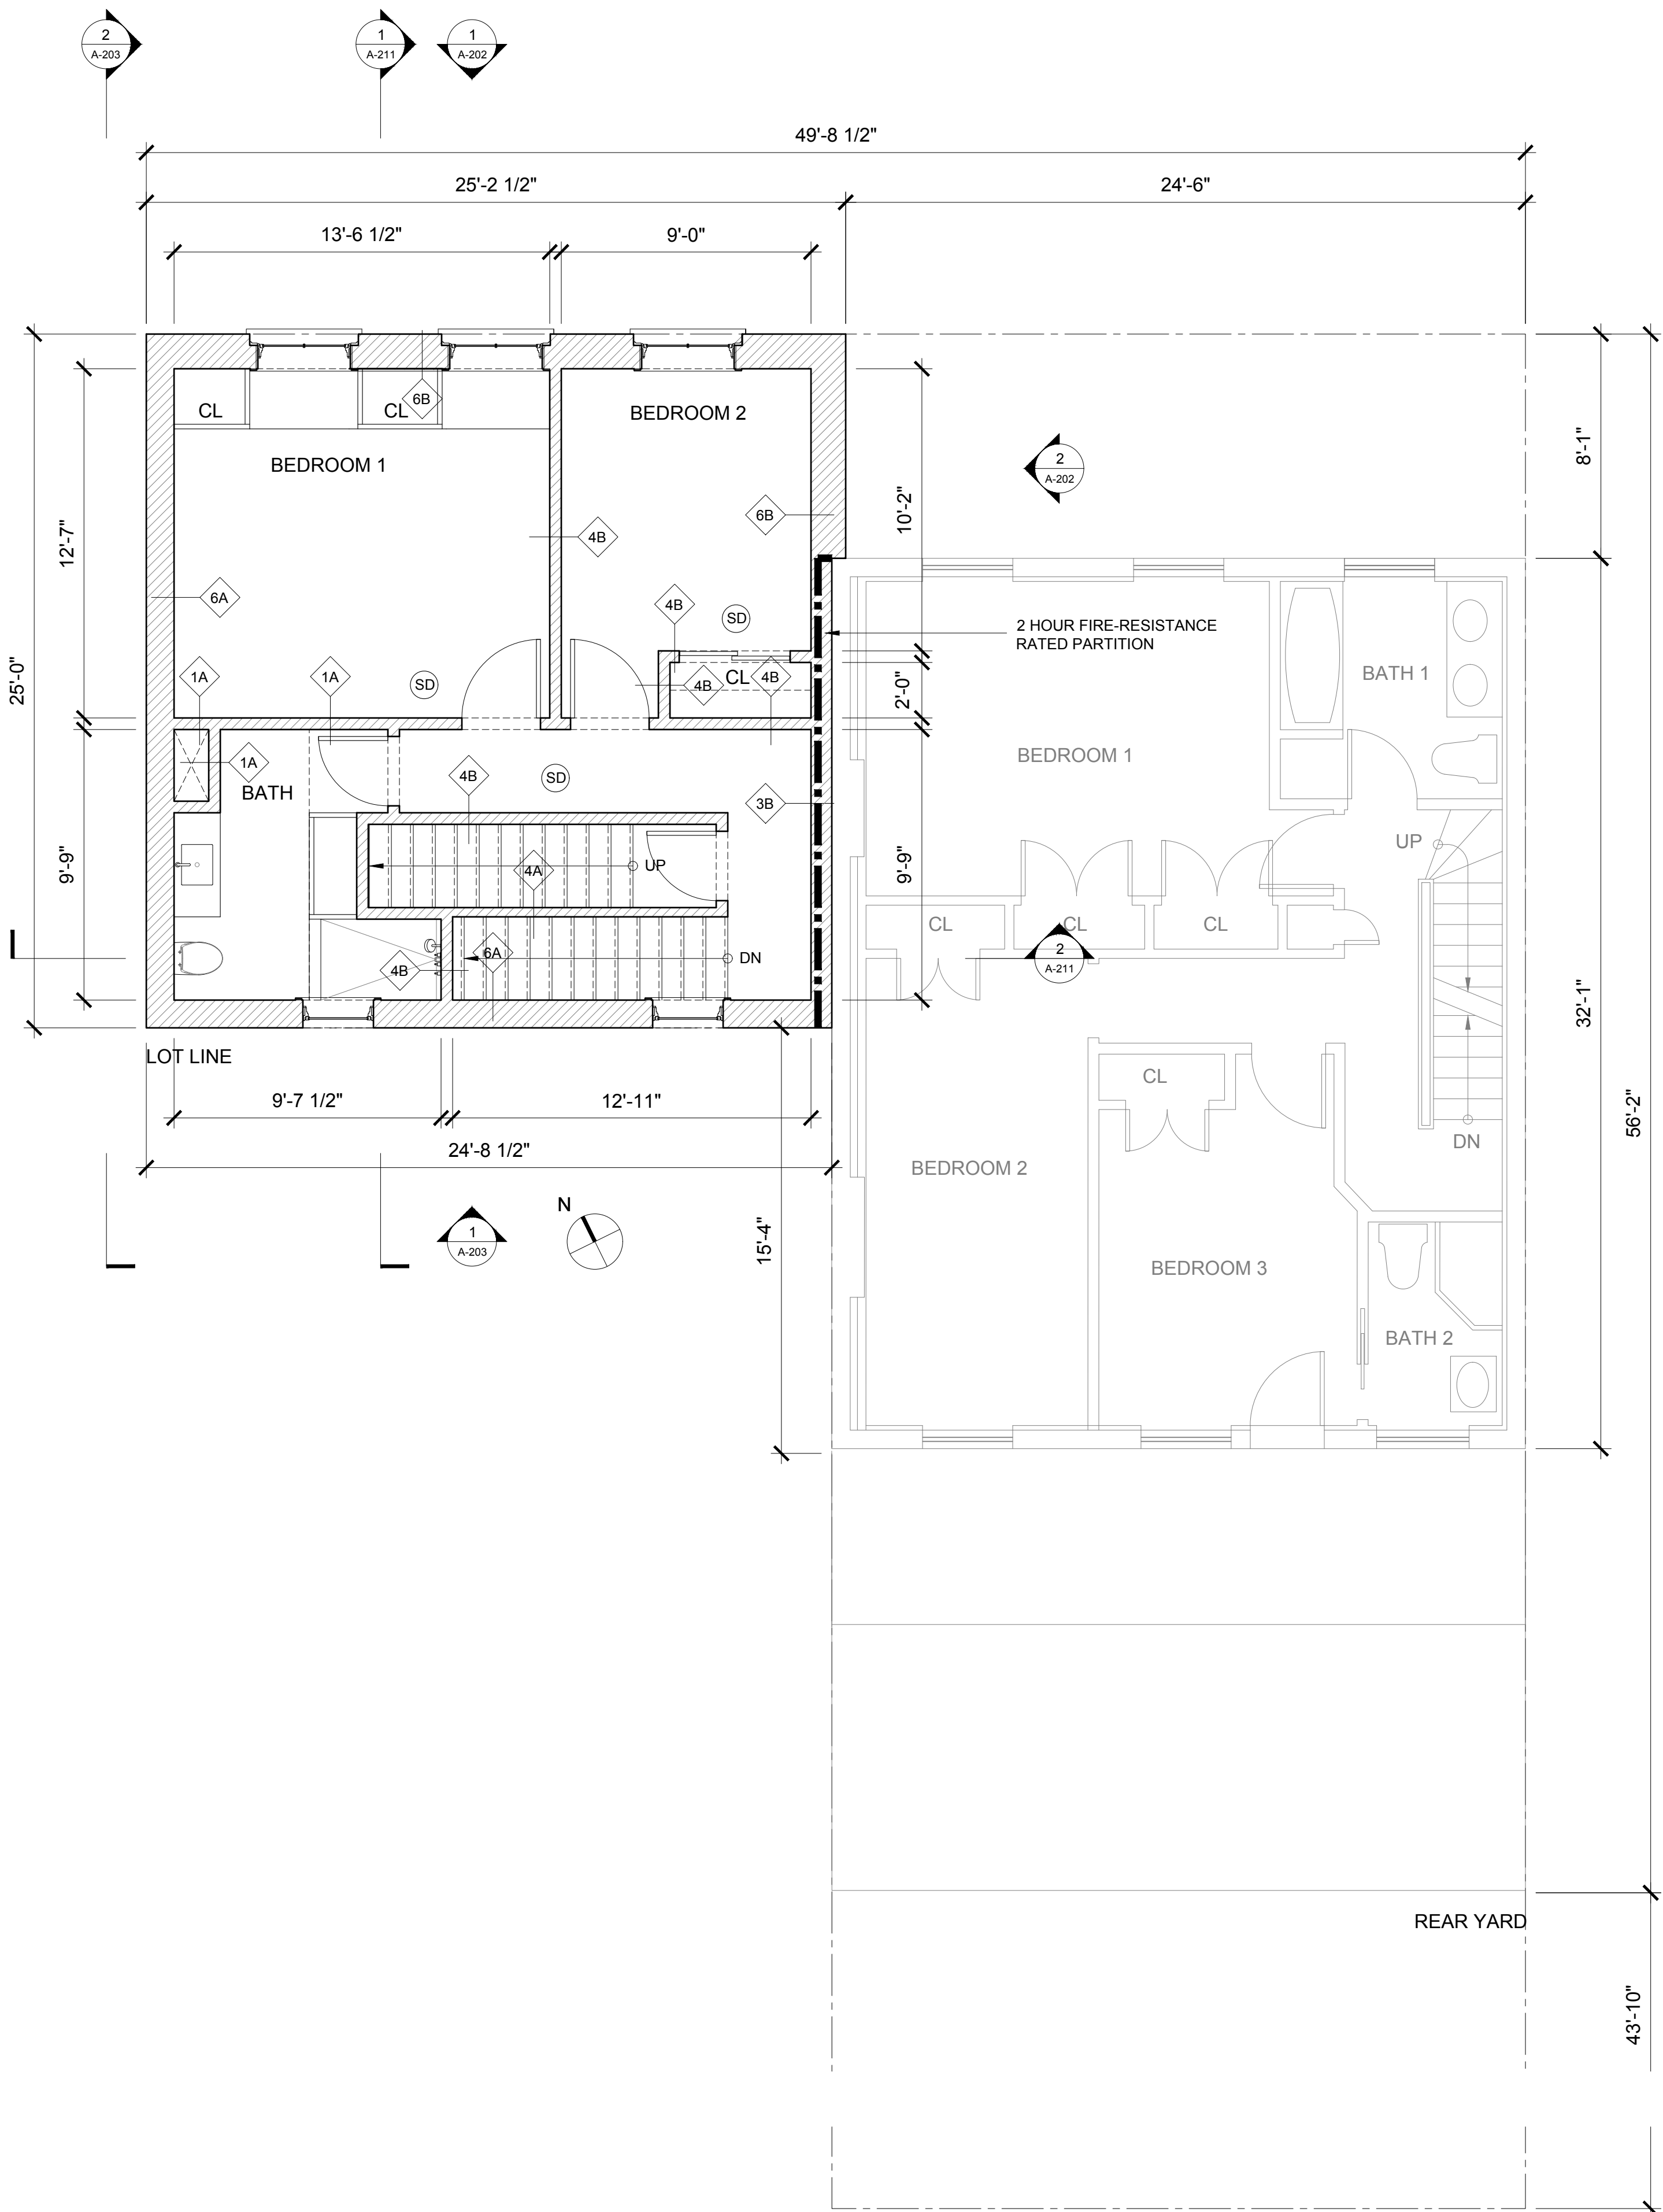 2
A-203
1
A-211
1
A-202
49'-8 1/2"
25'-2 1/2"
24'-6"
13'-6 1/2"
9'-0"
CL
CL
6B
BEDROOM 2
BEDROOM 1
8'-1"
2
A-202
6B
10'-2"
12'-7"
4B
6A
4B
SD
2 HOUR FIRE-RESISTANCE
RATED PARTITION
25'-0"
1A
1A
SD
4B
CL
4B
2'-0"
BATH 1
BEDROOM 1
1A
BATH
4B
SD
3B
9'-9"
UP
4A
9'-9"
UP
CL
CL
CL
6A
4B
DN
2
A-211
32'-1"
LOT LINE
9'-7 1/2"
12'-11"
CL
56'-2"
24'-8 1/2"
DN
BEDROOM 2
N
1
A-203
15'-4"
BEDROOM 3
BATH 2
REAR YARD
43'-10"